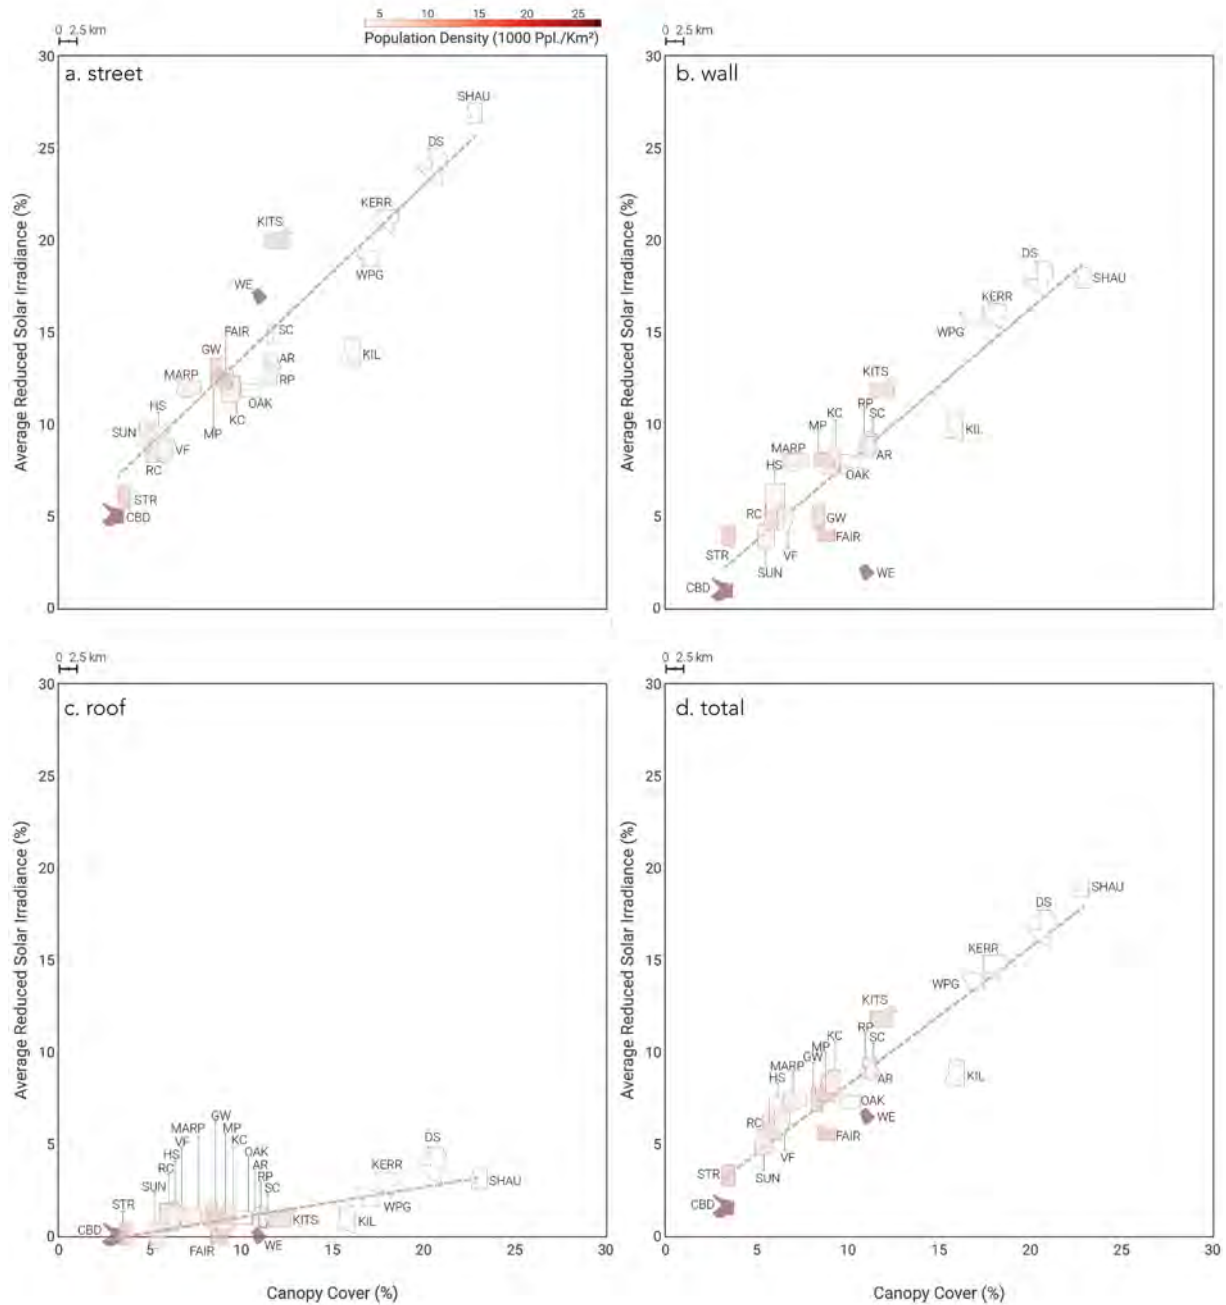 0 2.5 km
5 10 15 20 25
Population Density (1000 Ppl./Km²)
0 2.5 km
a. street
30
25
20
15
10
5
0
0 5 10 15 20 25 30
Average Reduced Solar Irradiance (%)
SHAU
DS
KERR
KITS
WPG
WE
FAIR
SC
GW
AR
KIL
MARP
RP
OAK
HS
KC
SUN
MP
VF
RC
STR
CBD
b. wall
30
25
20
15
10
5
0
Average Reduced Solar Irradiance (%)
DS
SHAU
KERR
WPG
KITS
RP
KC
SC
MP
KIL
MARP
AR
HS
OAK
RC
GW
FAIR
STR
VF
SUN
WE
CBD
0 2.5 km
0 2.5 km
c. roof
30
25
20
15
10
5
0
Average Reduced Solar Irradiance (%)
GW
MARP
MP
VF
KC
DS
HS
OAK
RC
AR
KERR
RP
SUN
SC
SHAU
STR
WPG
CBD
KITS
KIL
FAIR
WE
0 5 10 15 20 25 30
Canopy Cover (%)
d. total
30
25
20
15
10
5
0
Average Reduced Solar Irradiance (%)
SHAU
DS
KERR
WPG
KITS
RP
KC
SC
MP
GW
MARP
HS
AR
KIL
OAK
RC
WE
FAIR
VF
SUN
STR
CBD
0 5 10 15 20 25 30
Canopy Cover (%)